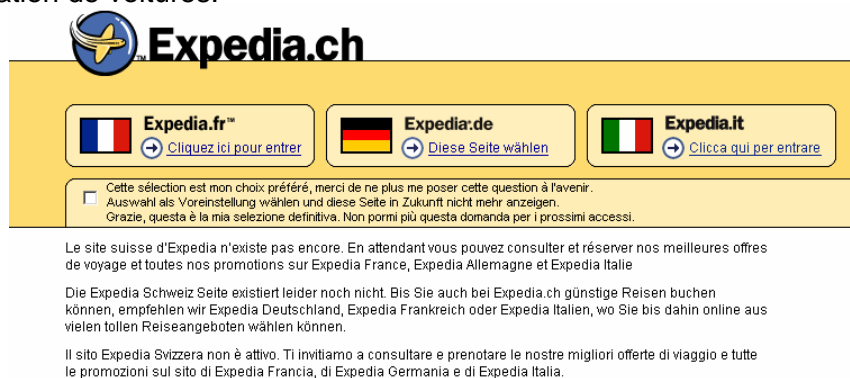 ation de voitures.
Expedia.ch
TM
Expedia.fr™
Cliquez ici pour entrer
Expedia.de
Diese Seite wählen
Expedia.it
Clicca qui per entrare
Cette sélection est mon choix préféré, merci de ne plus me poser cette question à l'avenir.
Auswahl als Voreinstellung wählen und diese Seite in Zukunft nicht mehr anzeigen.
Grazie, questa è la mia selezione definitiva. Non pormi più questa domanda per i prossimi accessi.
Le site suisse d'Expedia n'existe pas encore. En attendant vous pouvez consulter et réserver nos meilleures offres
de voyage et toutes nos promotions sur Expedia France, Expedia Allemagne et Expedia Italie
Die Expedia Schweiz Seite existiert leider noch nicht. Bis Sie auch bei Expedia.ch günstige Reisen buchen
können, empfehlen wir Expedia Deutschland, Expedia Frankreich oder Expedia Italien, wo Sie bis dahin online aus
vielen tollen Reiseangeboten wählen können.
Il sito Expedia Svizzera non è attivo. Ti invitiamo a consultare e prenotare le nostre migliori offerte di viaggio e tutte
le promozioni sul sito di Expedia Francia, di Expedia Germania e di Expedia Italia.